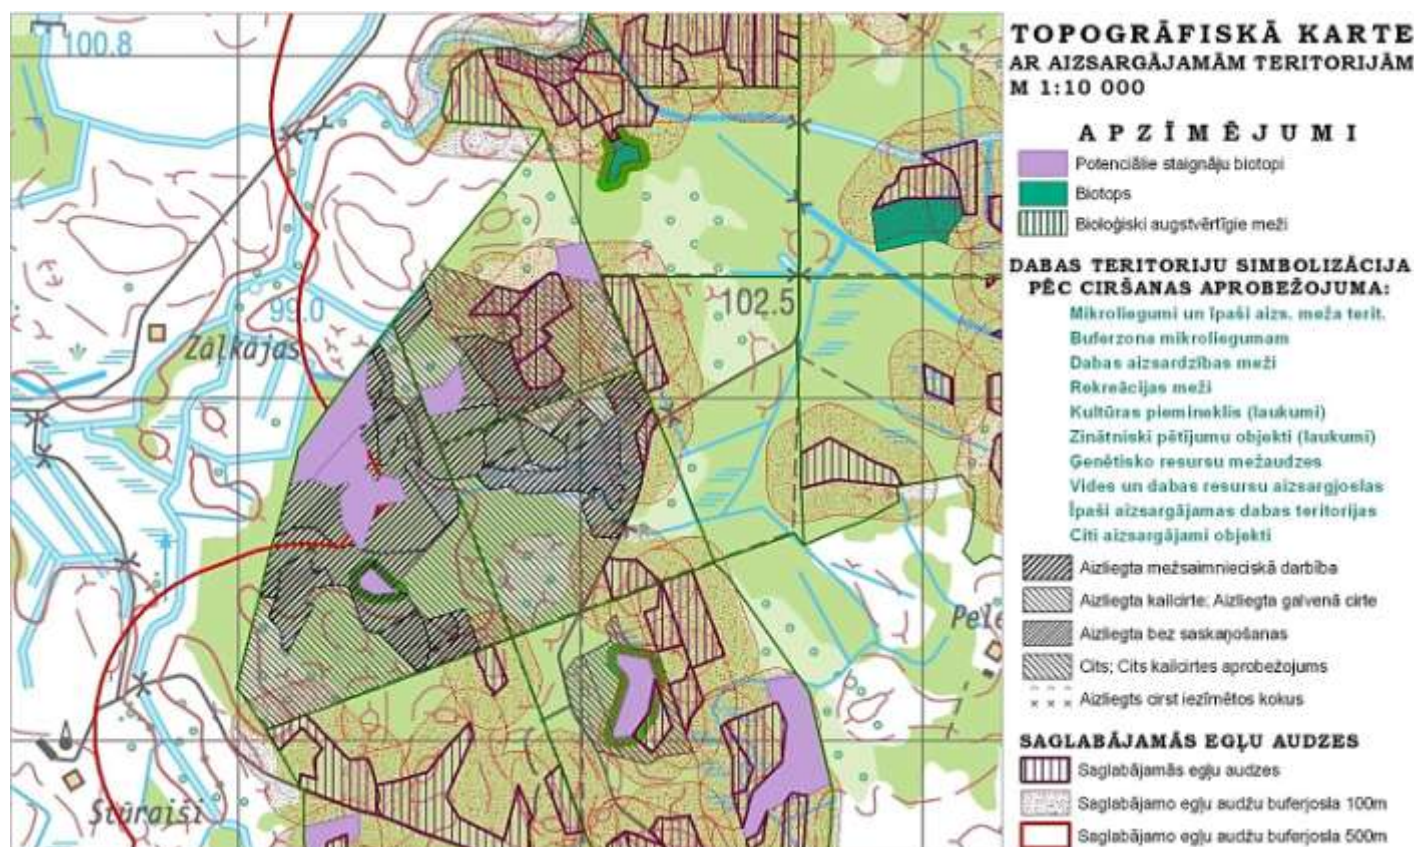 100.8
99.0
Zāļkājas
102.5
Pele
Stūraiši
TOPOGRĀFISKĀ KARTE
AR AIZSARGĀJAMĀM TERITORIJĀM
M 1:10 000
APZĪMĒJUMI
Potenciālie staignāju biotopi
Biotops
Bioloģiski augstvērtīgie meži
DABAS TERITORIJU SIMBOLIZĀCIJA
PĒC CIRŠANAS APROBEŽOJUMA:
Mikroliegumi un īpaši aizs. meža terit.
Buferzona mikroliegumam
Dabas aizsardzības meži
Rekreācijas meži
Kultūras piemineklis (laukumi)
Zinātniski pētījumu objekti (laukumi)
Ģenētisko resursu mežaudzes
Vides un dabas resursu aizsargjoslas
Īpaši aizsargājamas dabas teritorijas
Citi aizsargājami objekti
Aizliegta mežsaimnieciskā darbība
Aizliegta kailcirte; Aizliegta galvenā cirte
Aizliegta bez saskaņošanas
Cits; Cits kailcirtes aprobežojums
Aizliegts cirst iezīmētos kokus
SAGLABĀJAMĀS EGĻU AUDZES
Saglabājamās egļu audzes
Saglabājamo egļu audžu buferjosla 100m
Saglabājamo egļu audžu buferjosla 500m